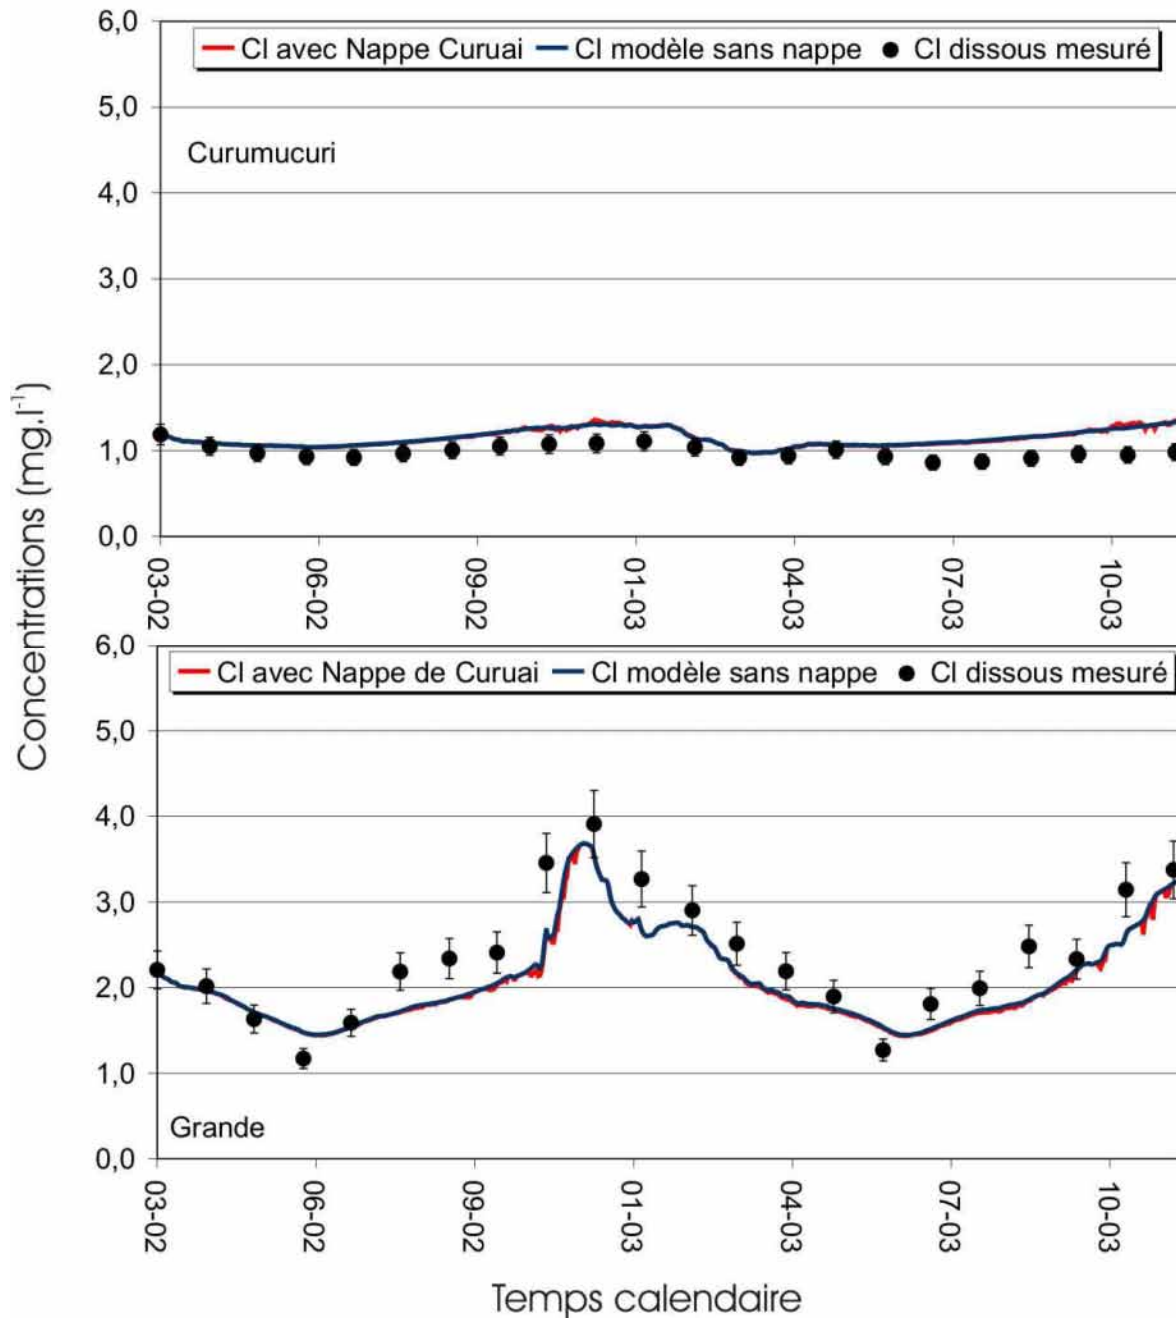 6,0
Cl avec Nappe Curuai Cl modèle sans nappe Cl dissous mesuré
5,0
Curumucuri
4,0
3,0
2,0
1,0
0,0
03-02 06-02 09-02 01-03 04-03 07-03 10-03
Concentrations (mg.l-1)
6,0
Cl avec Nappe de Curuai Cl modèle sans nappe Cl dissous mesuré
5,0
4,0
3,0
2,0
1,0
Grande
0,0
03-02 06-02 09-02 01-03 04-03 07-03 10-03
Temps calendaire